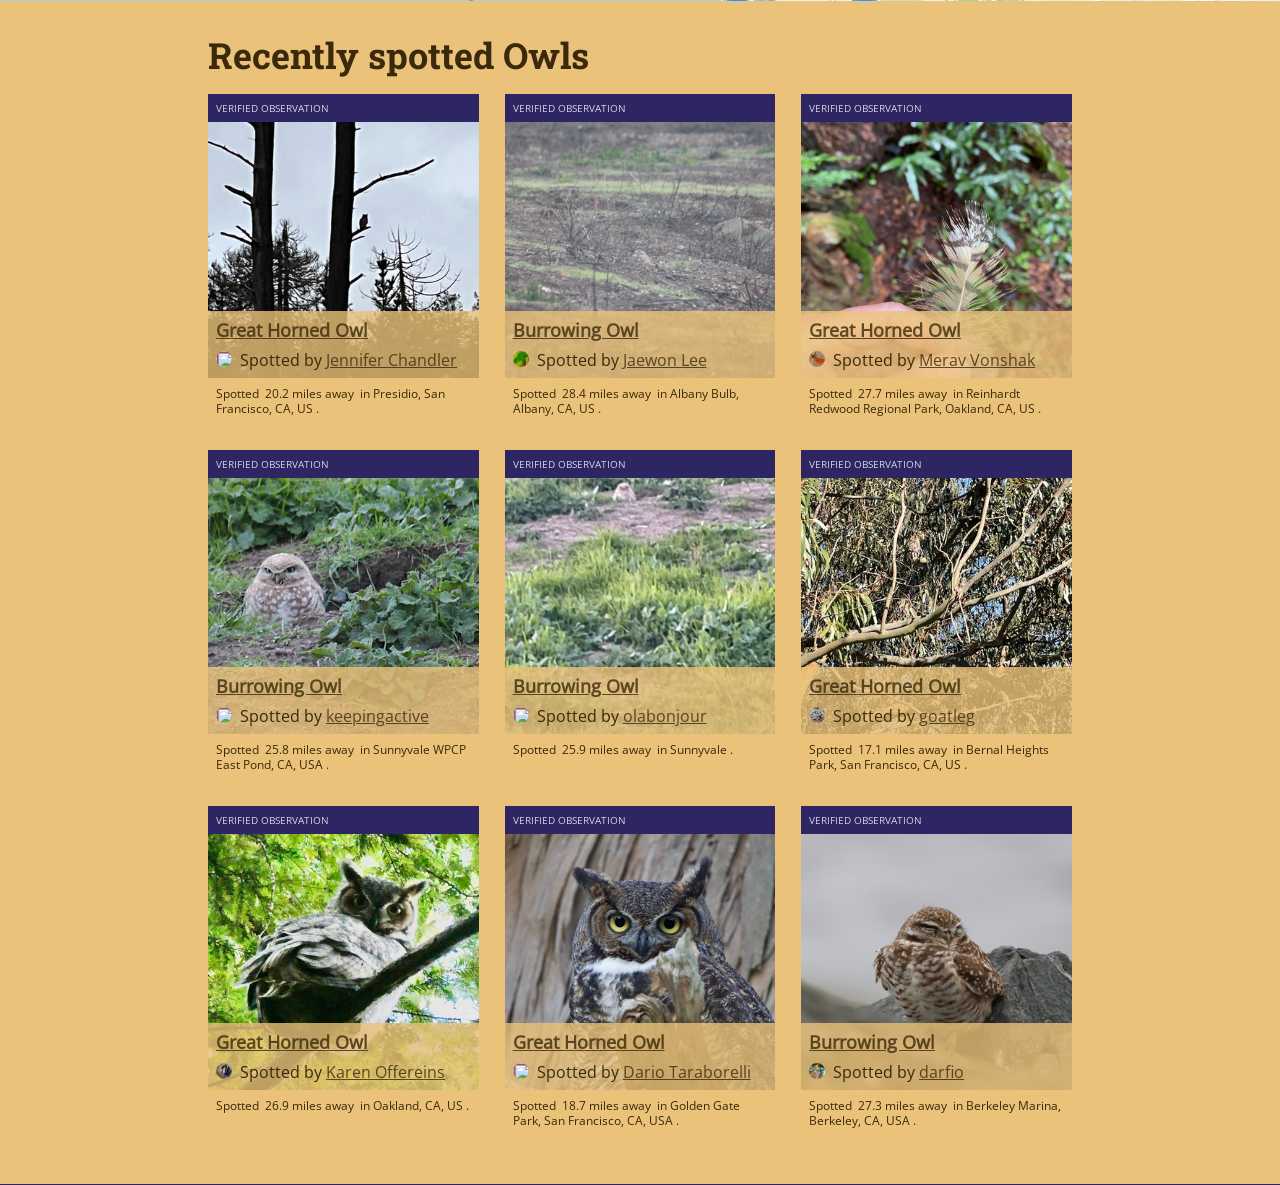 Recently spotted Owls
VERIFIED OBSERVATION
Great Horned Owl
Spotted by Jennifer Chandler
Spotted 20.2 miles away in Presidio, San
Francisco, CA, US .
VERIFIED OBSERVATION
Burrowing Owl
Spotted by Jaewon Lee
Spotted 28.4 miles away in Albany Bulb,
Albany, CA, US .
VERIFIED OBSERVATION
Great Horned Owl
Spotted by Merav Vonshak
Spotted 27.7 miles away in Reinhardt
Redwood Regional Park, Oakland, CA, US .
VERIFIED OBSERVATION
Burrowing Owl
Spotted by keepingactive
Spotted 25.8 miles away in Sunnyvale WPCP
East Pond, CA, USA .
VERIFIED OBSERVATION
Burrowing Owl
Spotted by olabonjour
Spotted 25.9 miles away in Sunnyvale .
VERIFIED OBSERVATION
Great Horned Owl
Spotted by goatleg
Spotted 17.1 miles away in Bernal Heights
Park, San Francisco, CA, US .
VERIFIED OBSERVATION
Great Horned Owl
Spotted by Karen Offereins
Spotted 26.9 miles away in Oakland, CA, US .
VERIFIED OBSERVATION
Great Horned Owl
Spotted by Dario Taraborelli
Spotted 18.7 miles away in Golden Gate
Park, San Francisco, CA, USA .
VERIFIED OBSERVATION
Burrowing Owl
Spotted by darfio
Spotted 27.3 miles away in Berkeley Marina,
Berkeley, CA, USA .